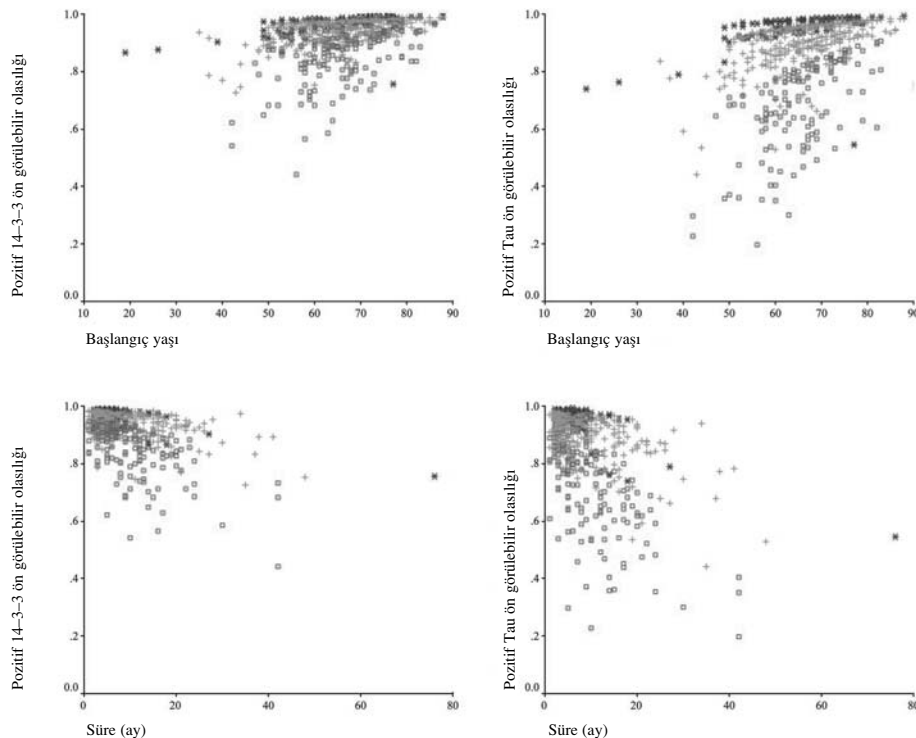 Pozitif 14–3–3 ön görülebilir olasılığı
1.0
.8
.6
.4
.2
0.0
10 20 30 40 50 60 70 80 90
Başlangıç yaşı
Pozitif Tau ön görülebilir olasılığı
1.0
.8
.6
.4
.2
0.0
10 20 30 40 50 60 70 80 90
Başlangıç yaşı
Pozitif 14–3–3 ön görülebilir olasılığı
1.0
.8
.6
.4
.2
0.0
0 20 40 60 80
Süre (ay)
Pozitif Tau ön görülebilir olasılığı
1.0
.8
.6
.4
.2
0.0
0 20 40 60 80
Süre (ay)